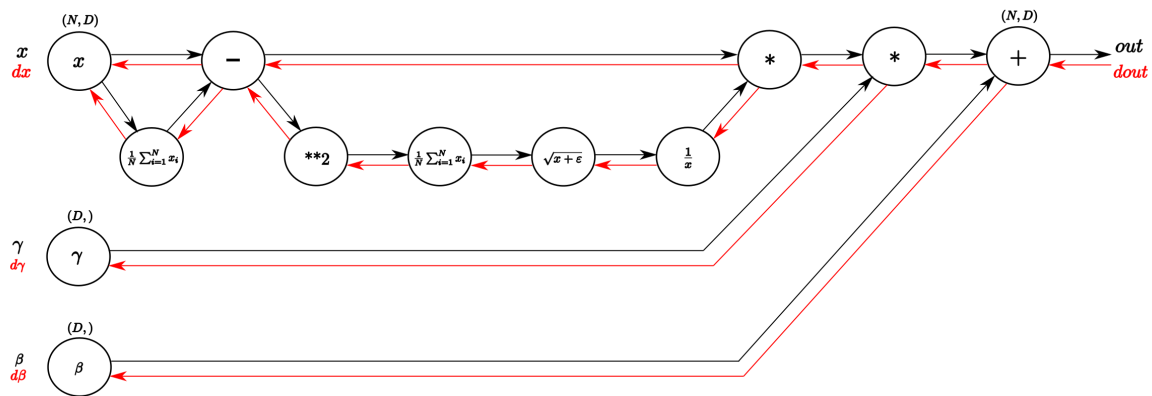 (N, D)
(N, D)
x
dx
x
−
*
*
+
out
dout
1/N ∑_{i=1}^{N} x_i
**2
1/N ∑_{i=1}^{N} x_i
√(x + ε)
1/x
(D,)
γ
dγ
γ
(D,)
β
dβ
β